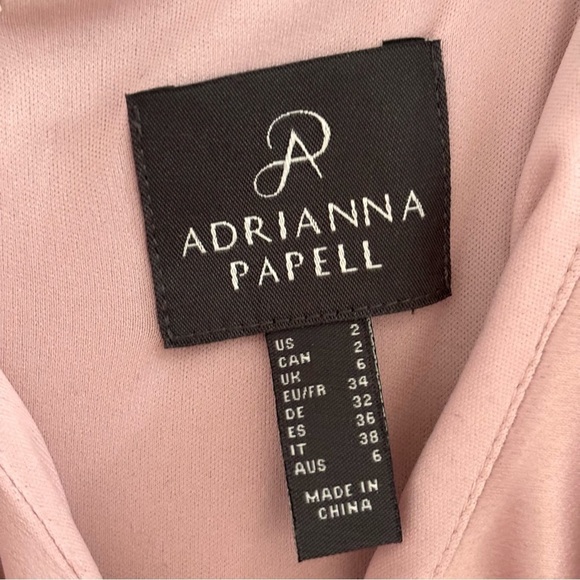 AP
ADRIANNA
PAPELL
US 2
CAN 2
UK 6
EU/FR 34
DE 32
ES 36
IT 38
AUS 6
MADE IN
CHINA